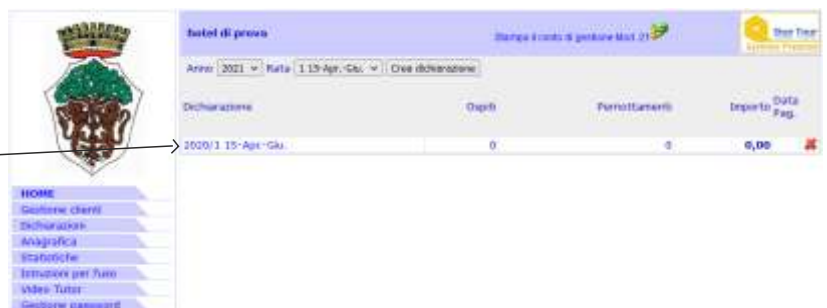 hotel di prova
Stampa il conto di gestione Mod. 21
Stay Tour
Anno 2021 Rata 1 15-Apr.-Giu. Crea dichiarazione
Dichiarazione Ospiti Pernottamenti Importo Data Pag.
2020/1 15-Apr.-Giu. 0 0 0,00
HOME
Gestione clienti
Dichiarazioni
Anagrafica
Statistiche
Istruzioni per l'uso
Video Tutor
Gestione password